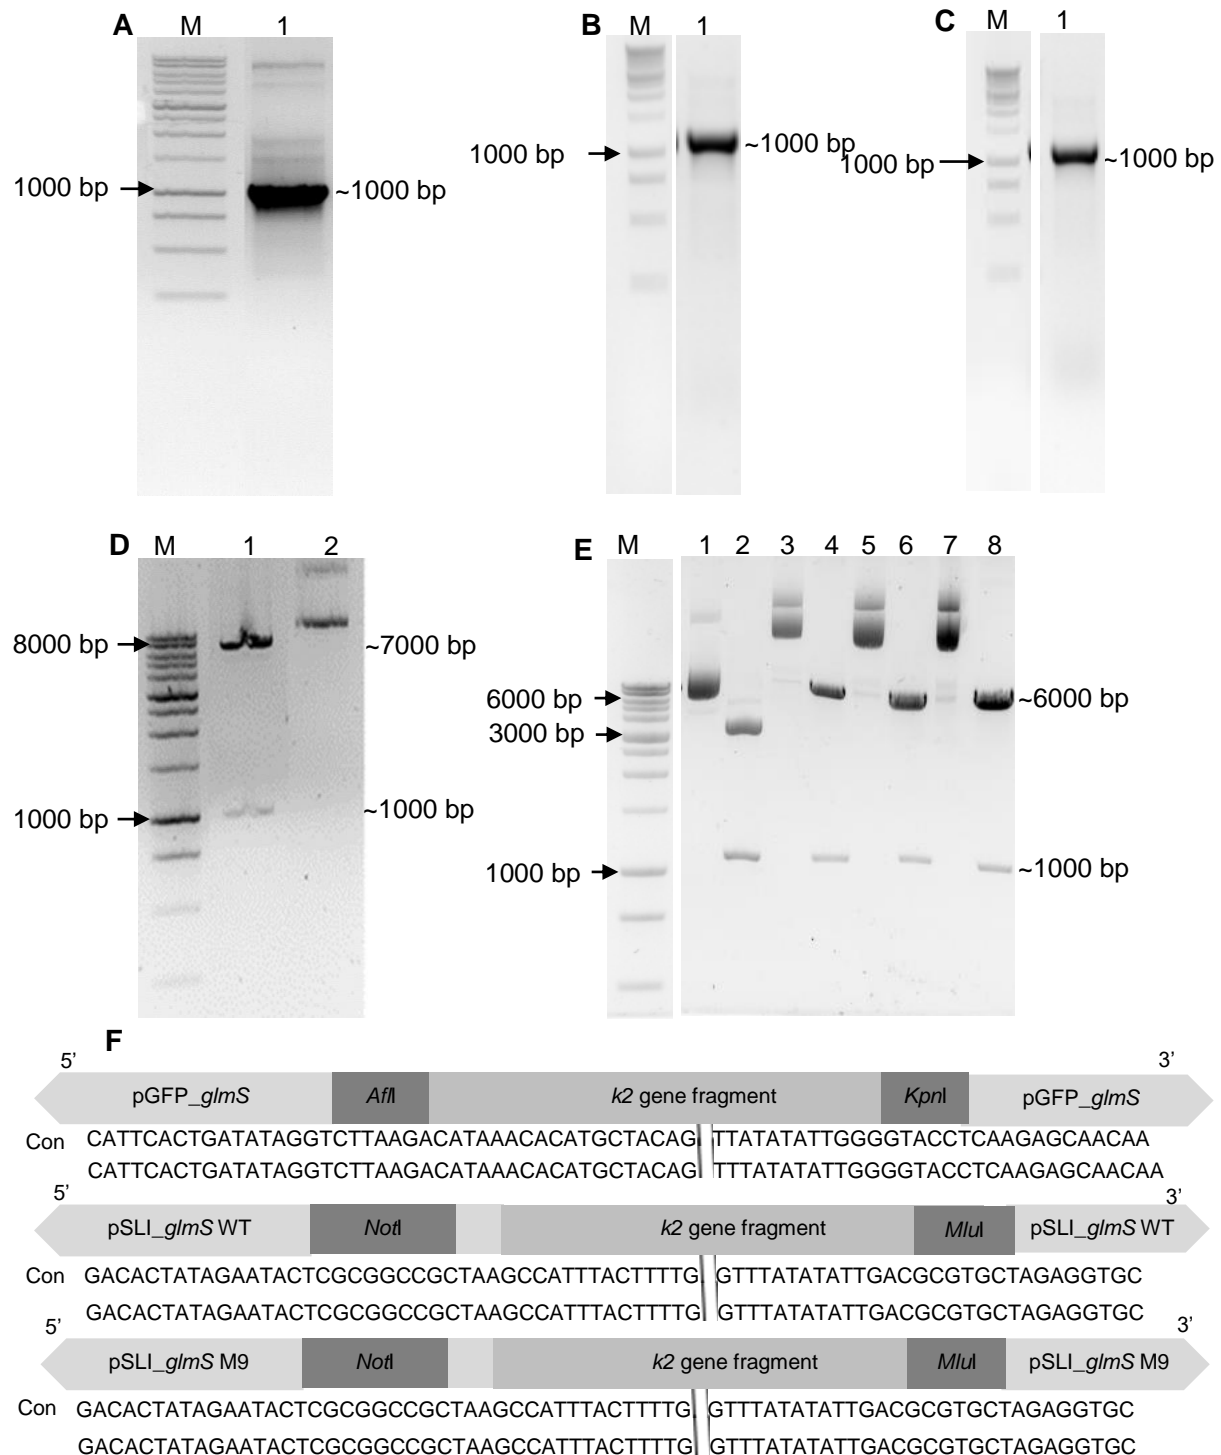 A M 1
1000 bp ~1000 bp
B M 1
1000 bp ~1000 bp
C M 1
1000 bp ~1000 bp
D M 1 2
8000 bp ~7000 bp
1000 bp ~1000 bp
E M 1 2 3 4 5 6 7 8
6000 bp ~6000 bp
3000 bp
1000 bp ~1000 bp
F
5’ 3’
pGFP_glmS AflI k2 gene fragment KpnI pGFP_glmS
Con CATTCACTGATATAGGTCTTAAGACATAAACACATGCTACAG TTATATATTGGGGTACCTCAAGAGCAACAA
CATTCACTGATATAGGTCTTAAGACATAAACACATGCTACAG TTTATATATTGGGGTACCTCAAGAGCAACAA
5’ 3’
pSLI_glmS WT NotI k2 gene fragment MluI pSLI_glmS WT
Con GACACTATAGAATACTCGCGGCCGCTAAGCCATTTACTTTTG GTTTATATATTGACGCGTGCTAGAGGTGC
GACACTATAGAATACTCGCGGCCGCTAAGCCATTTACTTTTG GTTTATATATTGACGCGTGCTAGAGGTGC
5’ 3’
pSLI_glmS M9 NotI k2 gene fragment MluI pSLI_glmS M9
Con GACACTATAGAATACTCGCGGCCGCTAAGCCATTTACTTTTG GTTTATATATTGACGCGTGCTAGAGGTGC
GACACTATAGAATACTCGCGGCCGCTAAGCCATTTACTTTTG GTTTATATATTGACGCGTGCTAGAGGTGC